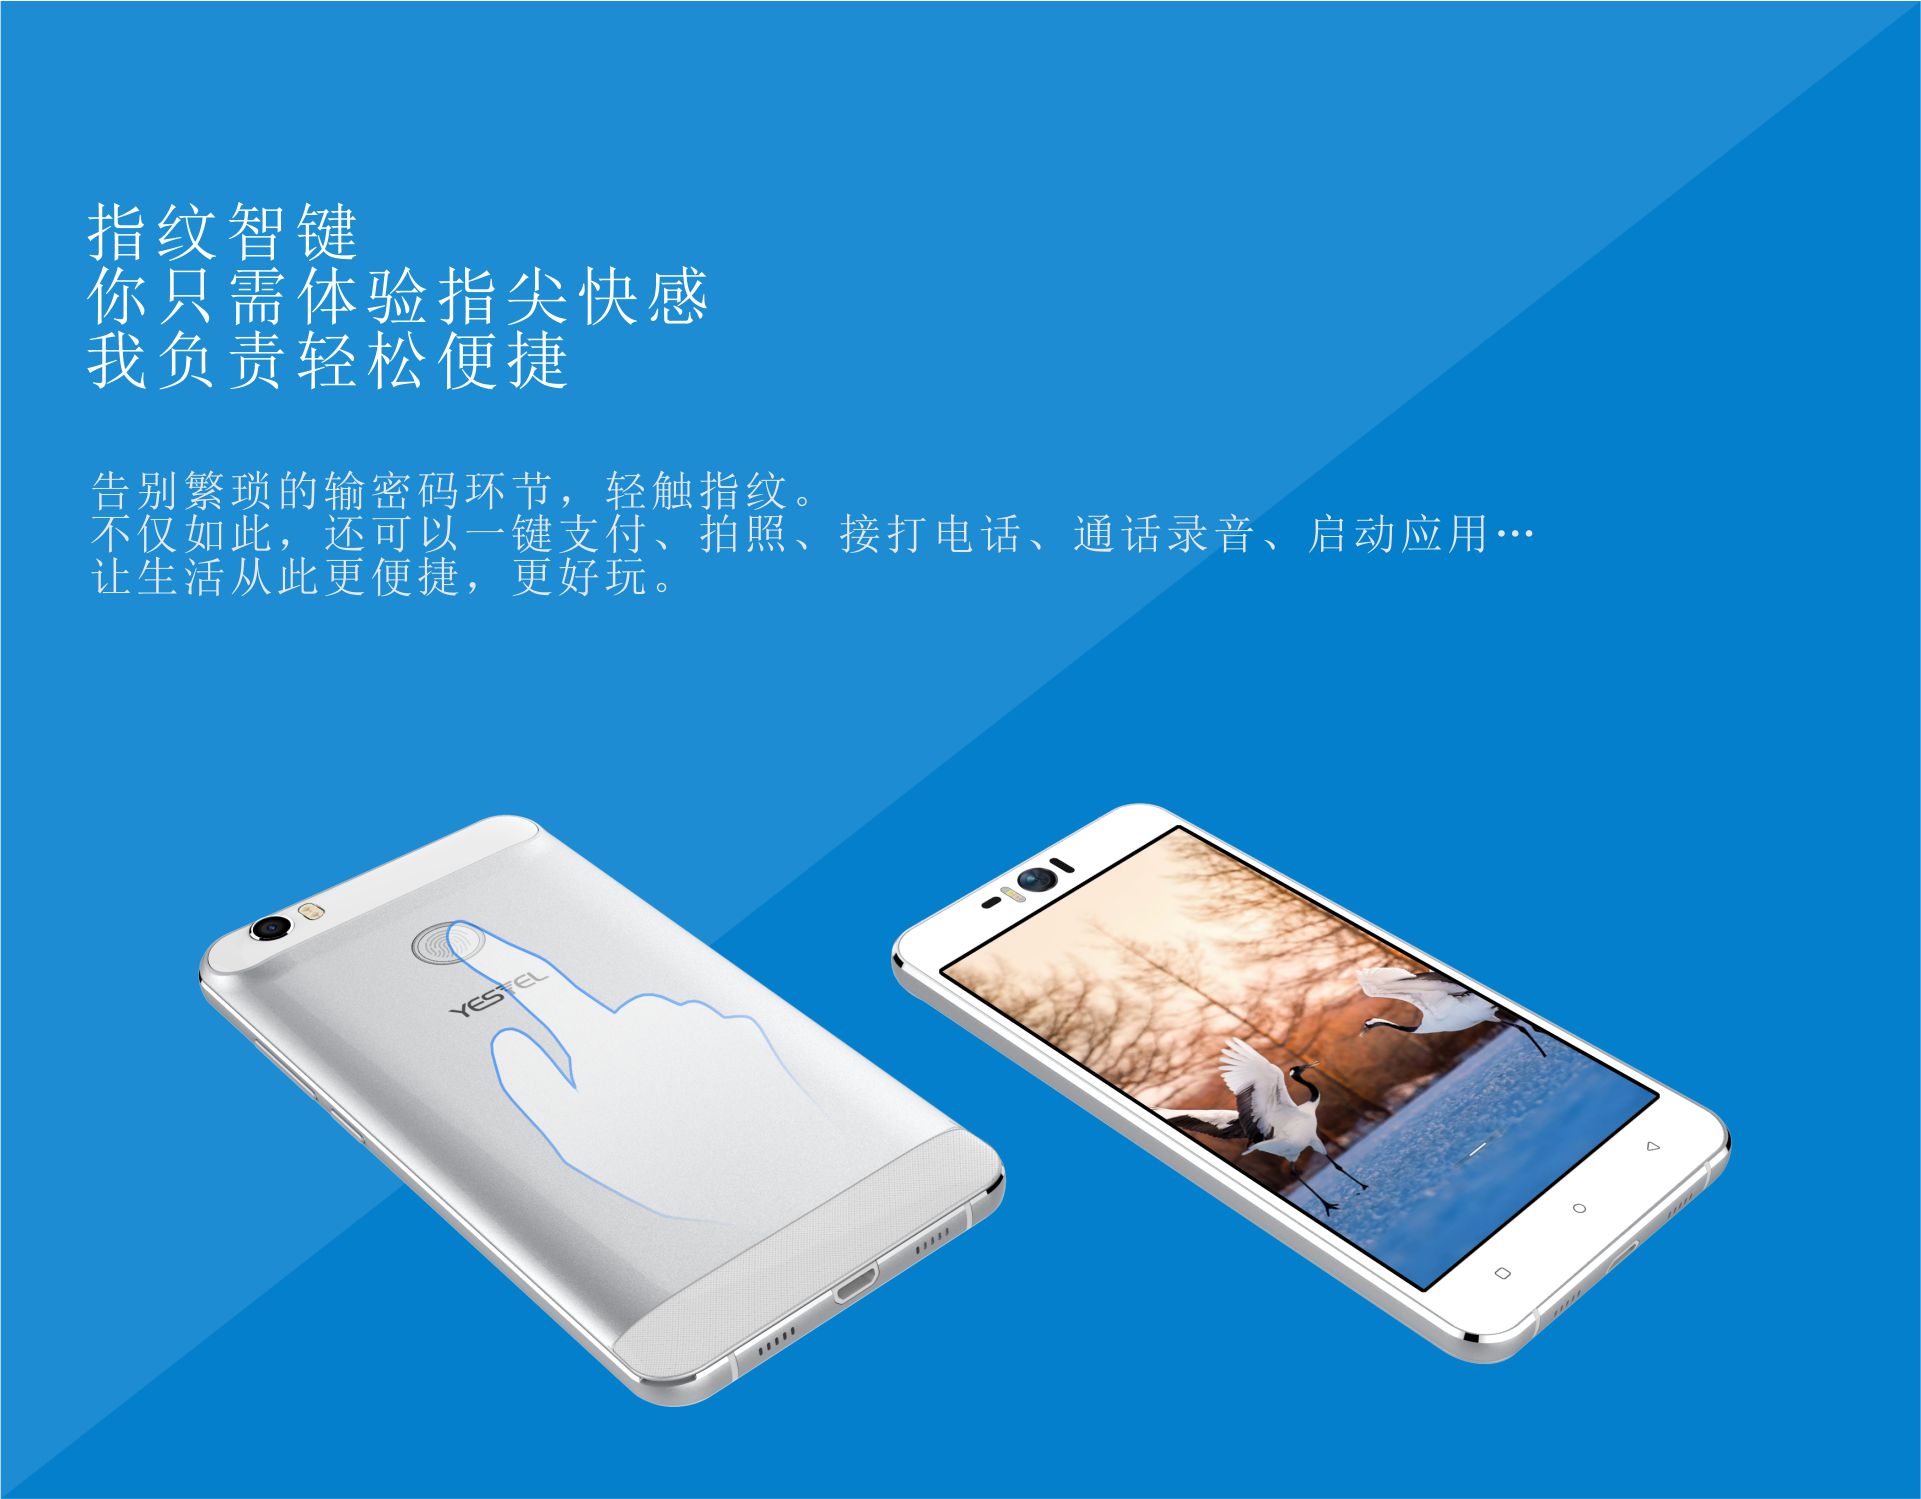 指纹智键
你只需体验指尖快感
我负责轻松便捷
告别繁琐的输密码环节，轻触指纹。
不仅如此，还可以一键支付、拍照、接打电话、通话录音、启动应用…
让生活从此更便捷，更好玩。
YESTEL